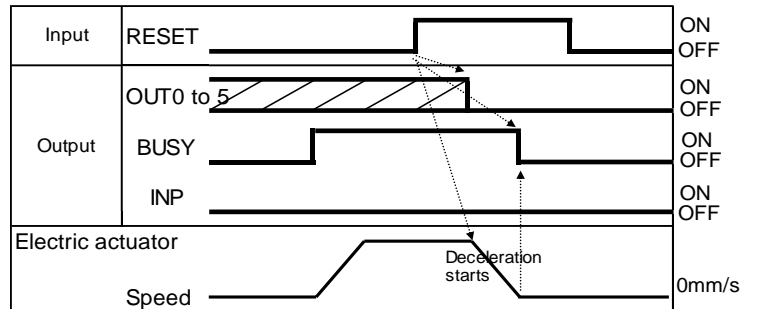 Input RESET ON
OFF
OUT0 to 5 ON
OFF
Output BUSY ON
OFF
INP ON
OFF
Electric actuator
Deceleration
starts
Speed 0mm/s